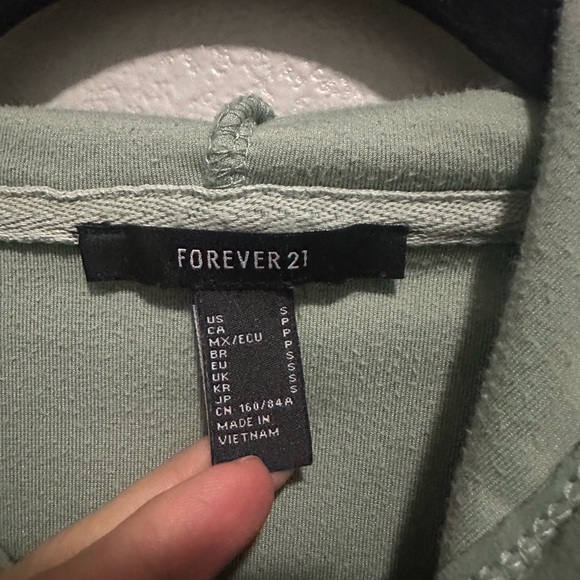 FOREVER 21
US S
CA P
MX/ECU P
BR P
EU S
UK S
KR S
JP S
CN 160/84A
MADE IN
VIETNAM